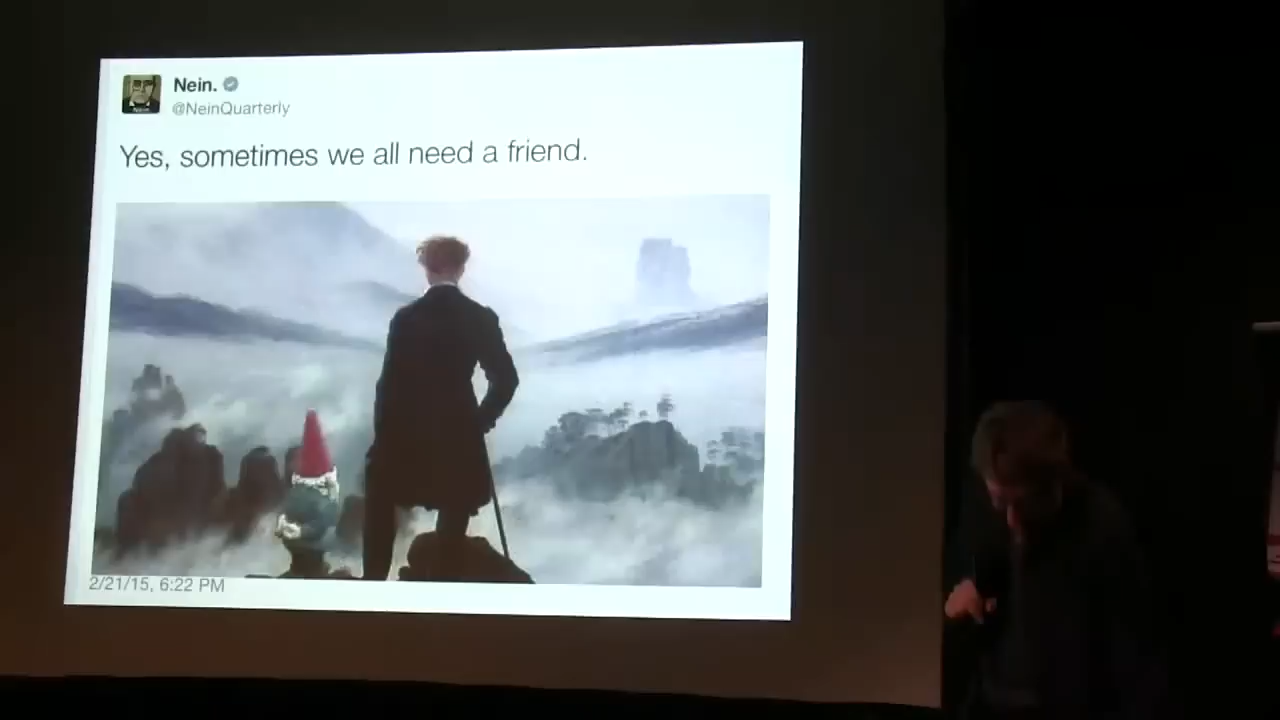 Nein.
@NeinQuarterly
Yes, sometimes we all need a friend.
2/21/15, 6:22 PM